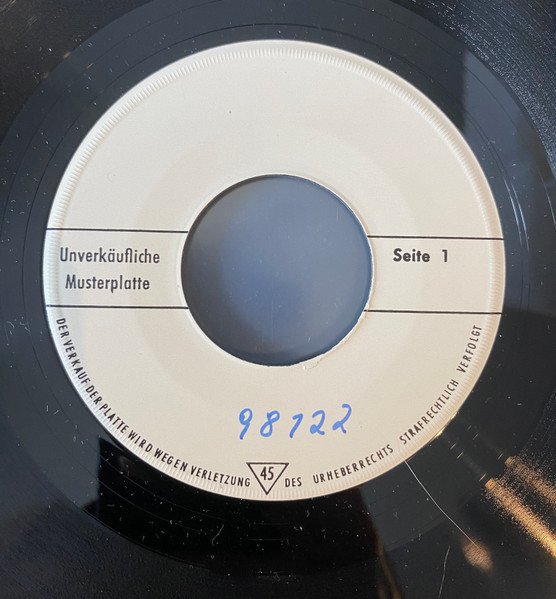 Unverkäufliche
Musterplatte
Seite 1
98722
DER VERKAUF DER PLATTE WIRD WEGEN VERLETZUNG 45 DES URHEBERRECHTS STRAFRECHTLICH VERFOLGT